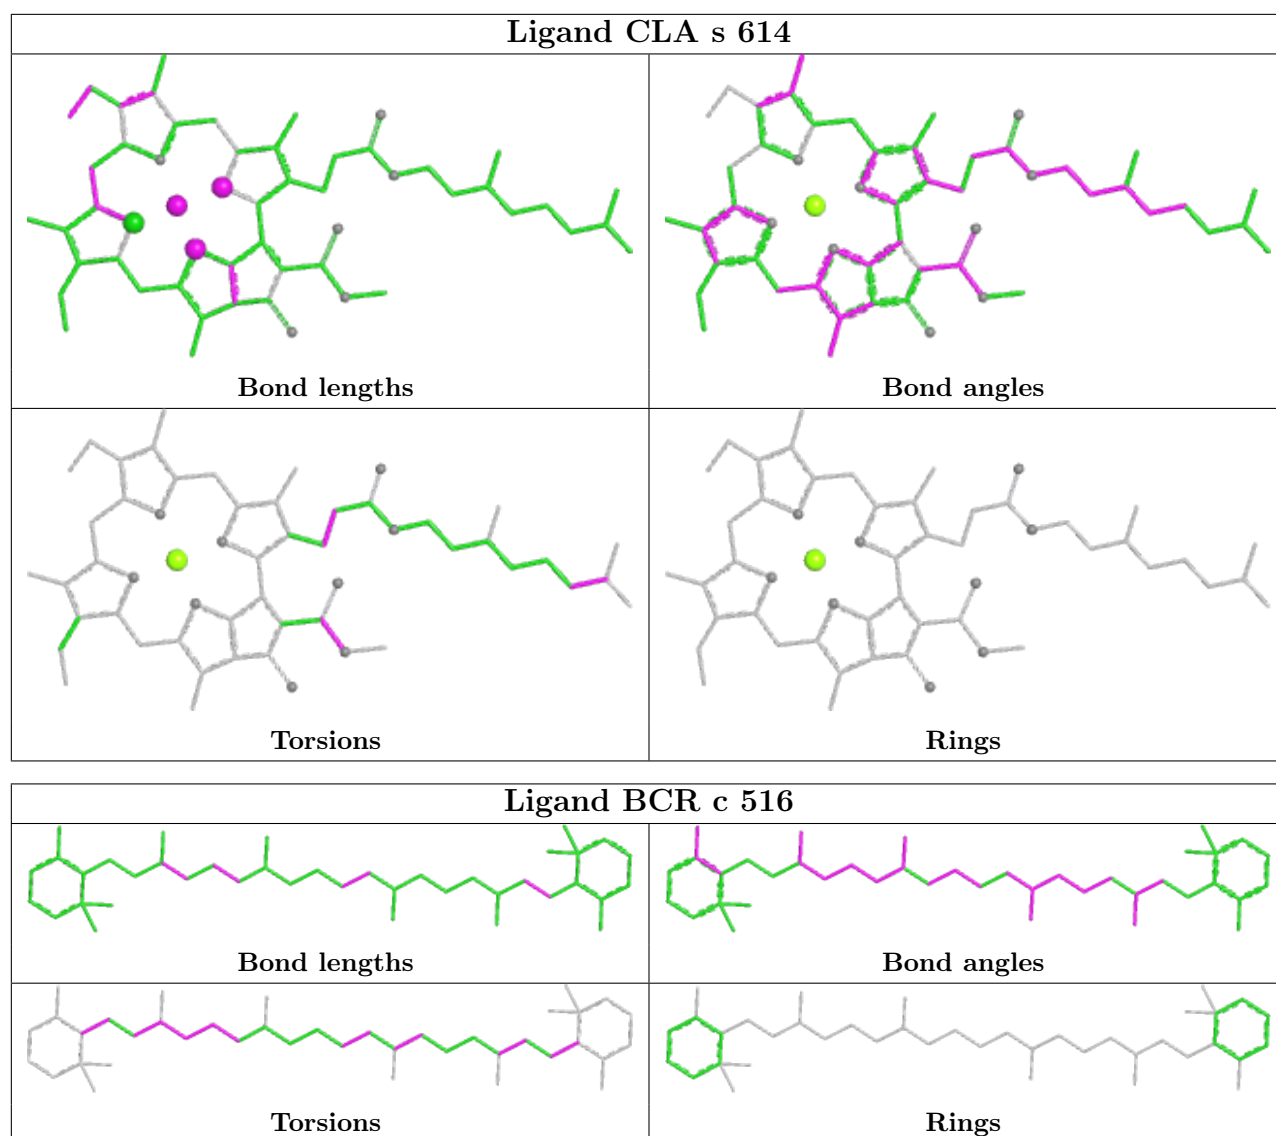 Ligand CLA s 614
Bond lengths
Bond angles
Torsions
Rings
Ligand BCR c 516
Bond lengths
Bond angles
Torsions
Rings